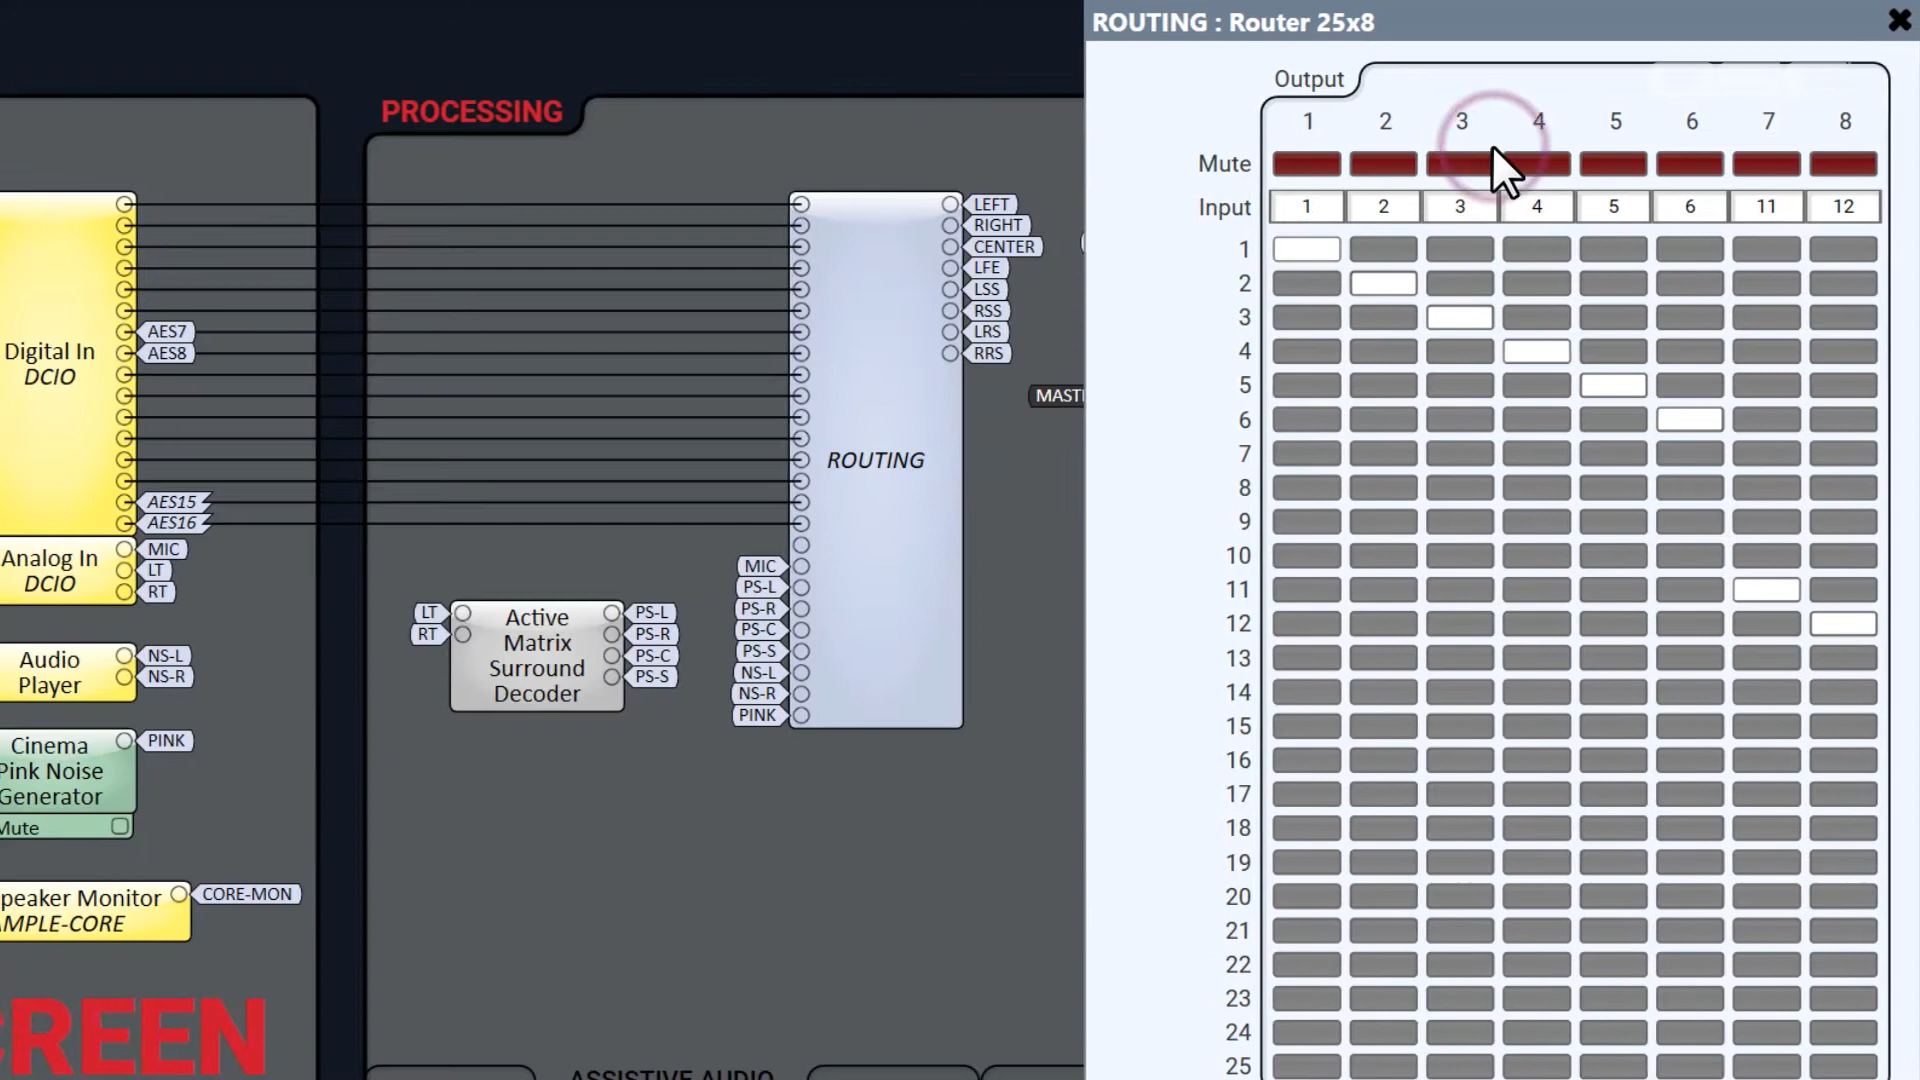 ROUTING : Router 25x8
Output
1 2 3 4 5 6 7 8
Mute
Input 1 2 3 4 5 6 11 12
1
2
3
4
5
6
7
8
9
10
11
12
13
14
15
16
17
18
19
20
21
22
23
24
25
PROCESSING
Digital In
DCIO
AES7
AES8
AES15
AES16
Analog In
DCIO
MIC
LT
RT
Audio
Player
NS-L
NS-R
Cinema
Pink Noise
Generator
Mute
PINK
peaker Monitor
AMPLE-CORE
CORE-MON
CREEN
LT
RT
Active
Matrix
Surround
Decoder
PS-L
PS-R
PS-C
PS-S
MIC
PS-L
PS-R
PS-C
PS-S
NS-L
NS-R
PINK
ROUTING
LEFT
RIGHT
CENTER
LFE
LSS
RSS
LRS
RRS
MAST
ASSISTIVE AUDIO